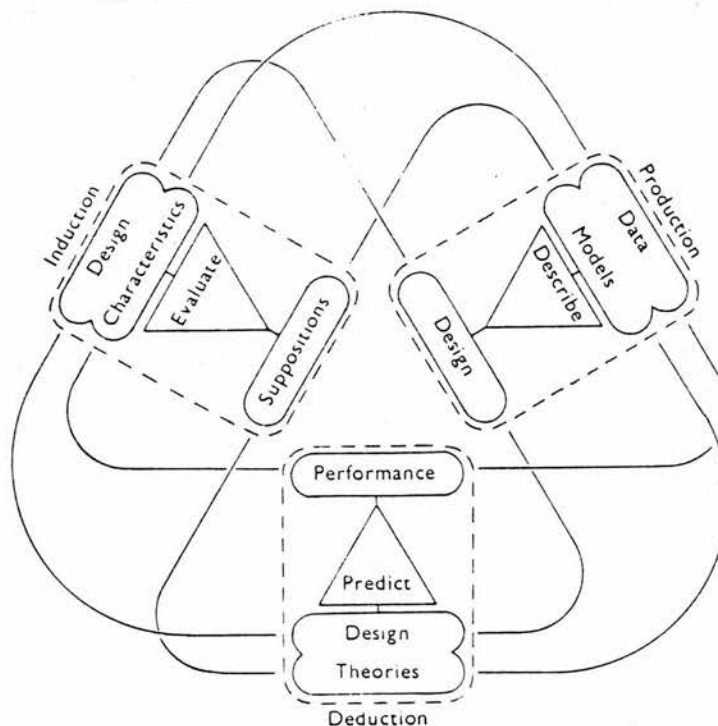 Induction
Design
Characteristics
Evaluate
Suppositions
Production
Data
Models
Describe
Design
Performance
Predict
Design
Theories
Deduction